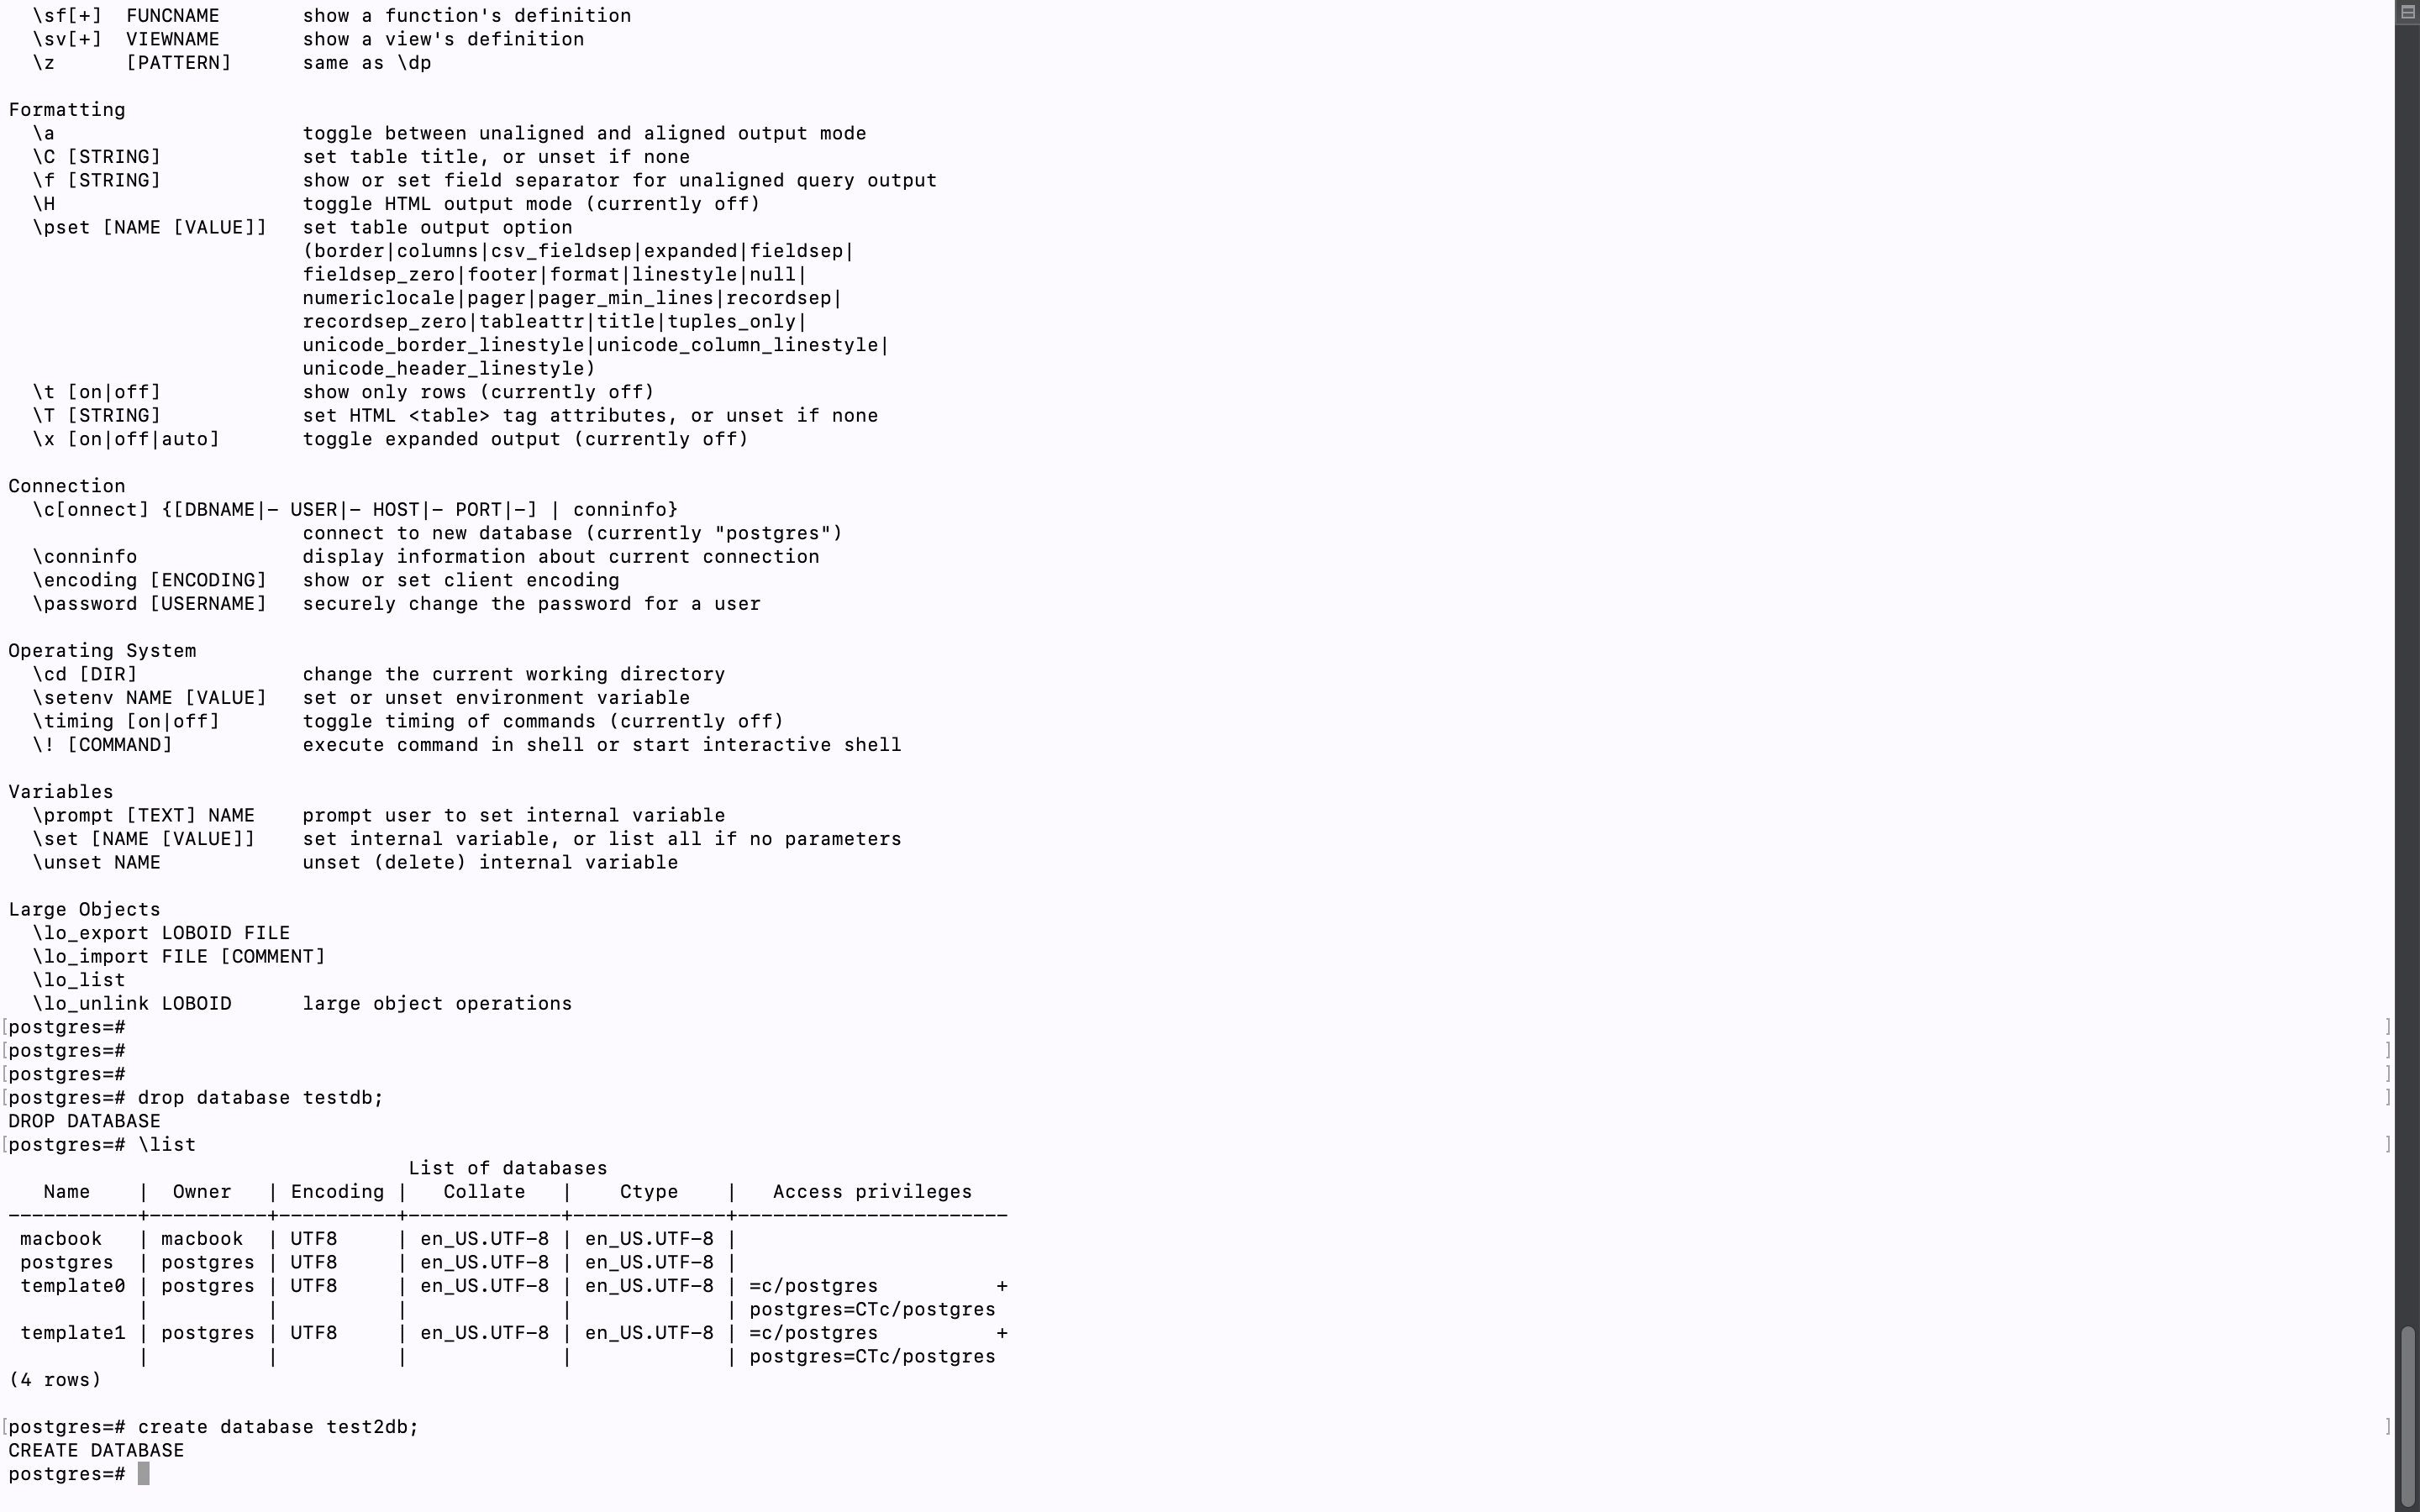 \sf[+]  FUNCNAME       show a function's definition
  \sv[+]  VIEWNAME       show a view's definition
  \z      [PATTERN]      same as \dp

Formatting
  \a                     toggle between unaligned and aligned output mode
  \C [STRING]            set table title, or unset if none
  \f [STRING]            show or set field separator for unaligned query output
  \H                     toggle HTML output mode (currently off)
  \pset [NAME [VALUE]]   set table output option
                         (border|columns|csv_fieldsep|expanded|fieldsep|
                         fieldsep_zero|footer|format|linestyle|null|
                         numericlocale|pager|pager_min_lines|recordsep|
                         recordsep_zero|tableattr|title|tuples_only|
                         unicode_border_linestyle|unicode_column_linestyle|
                         unicode_header_linestyle)
  \t [on|off]            show only rows (currently off)
  \T [STRING]            set HTML <table> tag attributes, or unset if none
  \x [on|off|auto]       toggle expanded output (currently off)

Connection
  \c[onnect] {[DBNAME|- USER|- HOST|- PORT|-] | conninfo}
                         connect to new database (currently "postgres")
  \conninfo              display information about current connection
  \encoding [ENCODING]   show or set client encoding
  \password [USERNAME]   securely change the password for a user

Operating System
  \cd [DIR]              change the current working directory
  \setenv NAME [VALUE]   set or unset environment variable
  \timing [on|off]       toggle timing of commands (currently off)
  \! [COMMAND]           execute command in shell or start interactive shell

Variables
  \prompt [TEXT] NAME    prompt user to set internal variable
  \set [NAME [VALUE]]    set internal variable, or list all if no parameters
  \unset NAME            unset (delete) internal variable

Large Objects
  \lo_export LOBOID FILE
  \lo_import FILE [COMMENT]
  \lo_list
  \lo_unlink LOBOID      large object operations
[postgres=# ]
[postgres=# ]
[postgres=# ]
[postgres=# drop database testdb; ]
DROP DATABASE
[postgres=# \list ]
                                  List of databases
   Name    |  Owner   | Encoding |   Collate   |    Ctype    |   Access privileges
-----------+----------+----------+-------------+-------------+-----------------------
 macbook   | macbook  | UTF8     | en_US.UTF-8 | en_US.UTF-8 |
 postgres  | postgres | UTF8     | en_US.UTF-8 | en_US.UTF-8 |
 template0 | postgres | UTF8     | en_US.UTF-8 | en_US.UTF-8 | =c/postgres          +
           |          |          |             |             | postgres=CTc/postgres
 template1 | postgres | UTF8     | en_US.UTF-8 | en_US.UTF-8 | =c/postgres          +
           |          |          |             |             | postgres=CTc/postgres
(4 rows)

[postgres=# create database test2db; ]
CREATE DATABASE
postgres=#